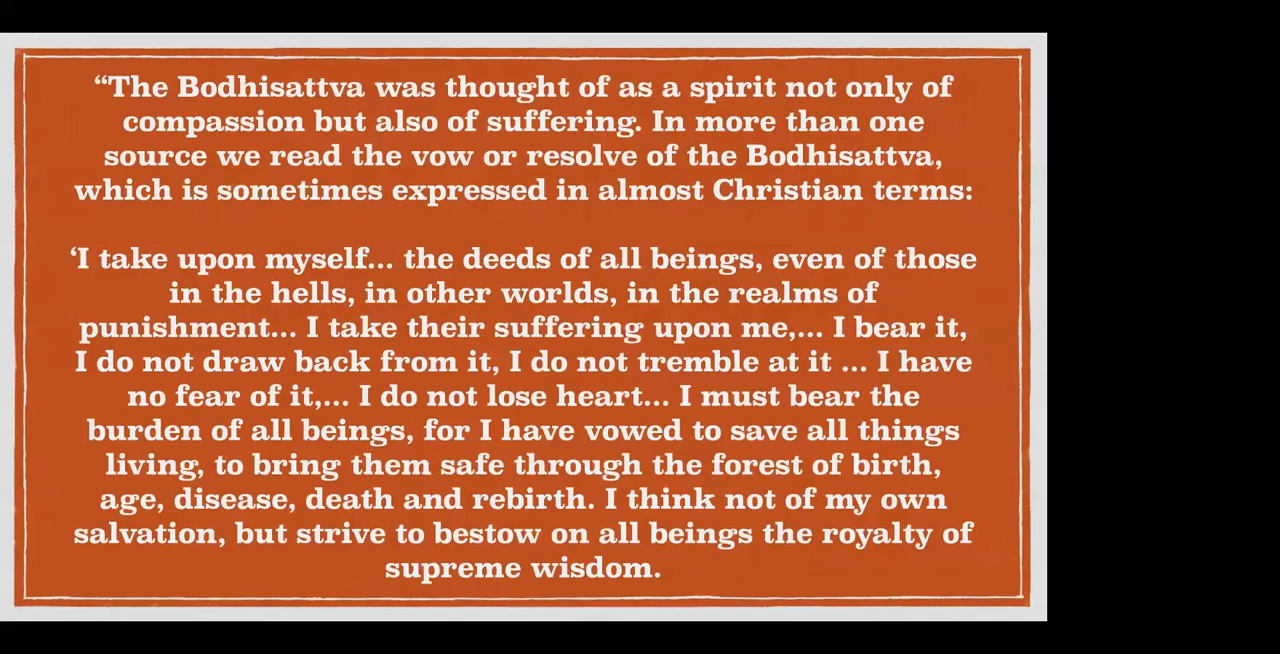 “The Bodhisattva was thought of as a spirit not only of
compassion but also of suffering. In more than one
source we read the vow or resolve of the Bodhisattva,
which is sometimes expressed in almost Christian terms:
‘I take upon myself... the deeds of all beings, even of those
in the hells, in other worlds, in the realms of
punishment... I take their suffering upon me,... I bear it,
I do not draw back from it, I do not tremble at it ... I have
no fear of it,... I do not lose heart... I must bear the
burden of all beings, for I have vowed to save all things
living, to bring them safe through the forest of birth,
age, disease, death and rebirth. I think not of my own
salvation, but strive to bestow on all beings the royalty of
supreme wisdom.